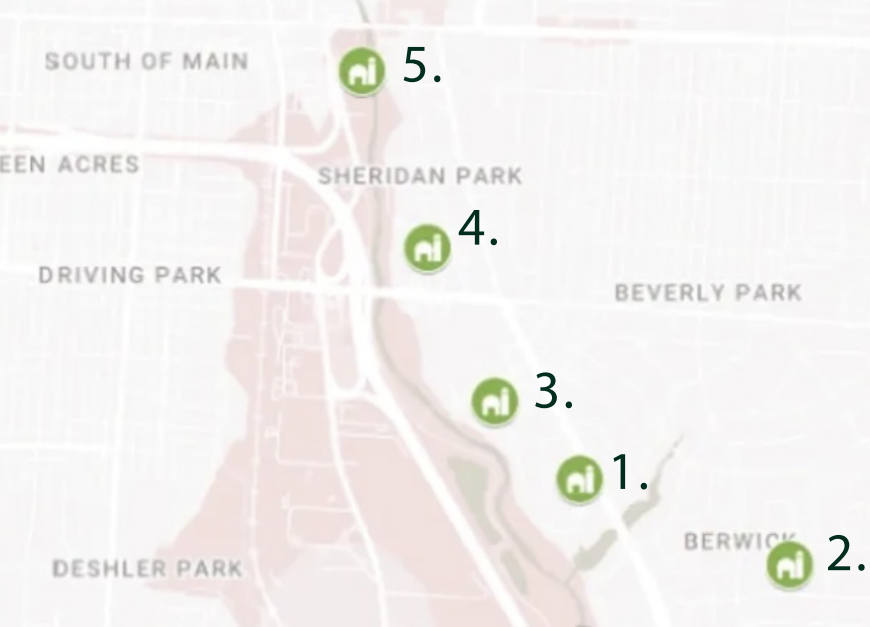 SOUTH OF MAIN
5.
EEN ACRES
SHERIDAN PARK
4.
DRIVING PARK
BEVERLY PARK
3.
1.
BERWICK
2.
DESHLER PARK